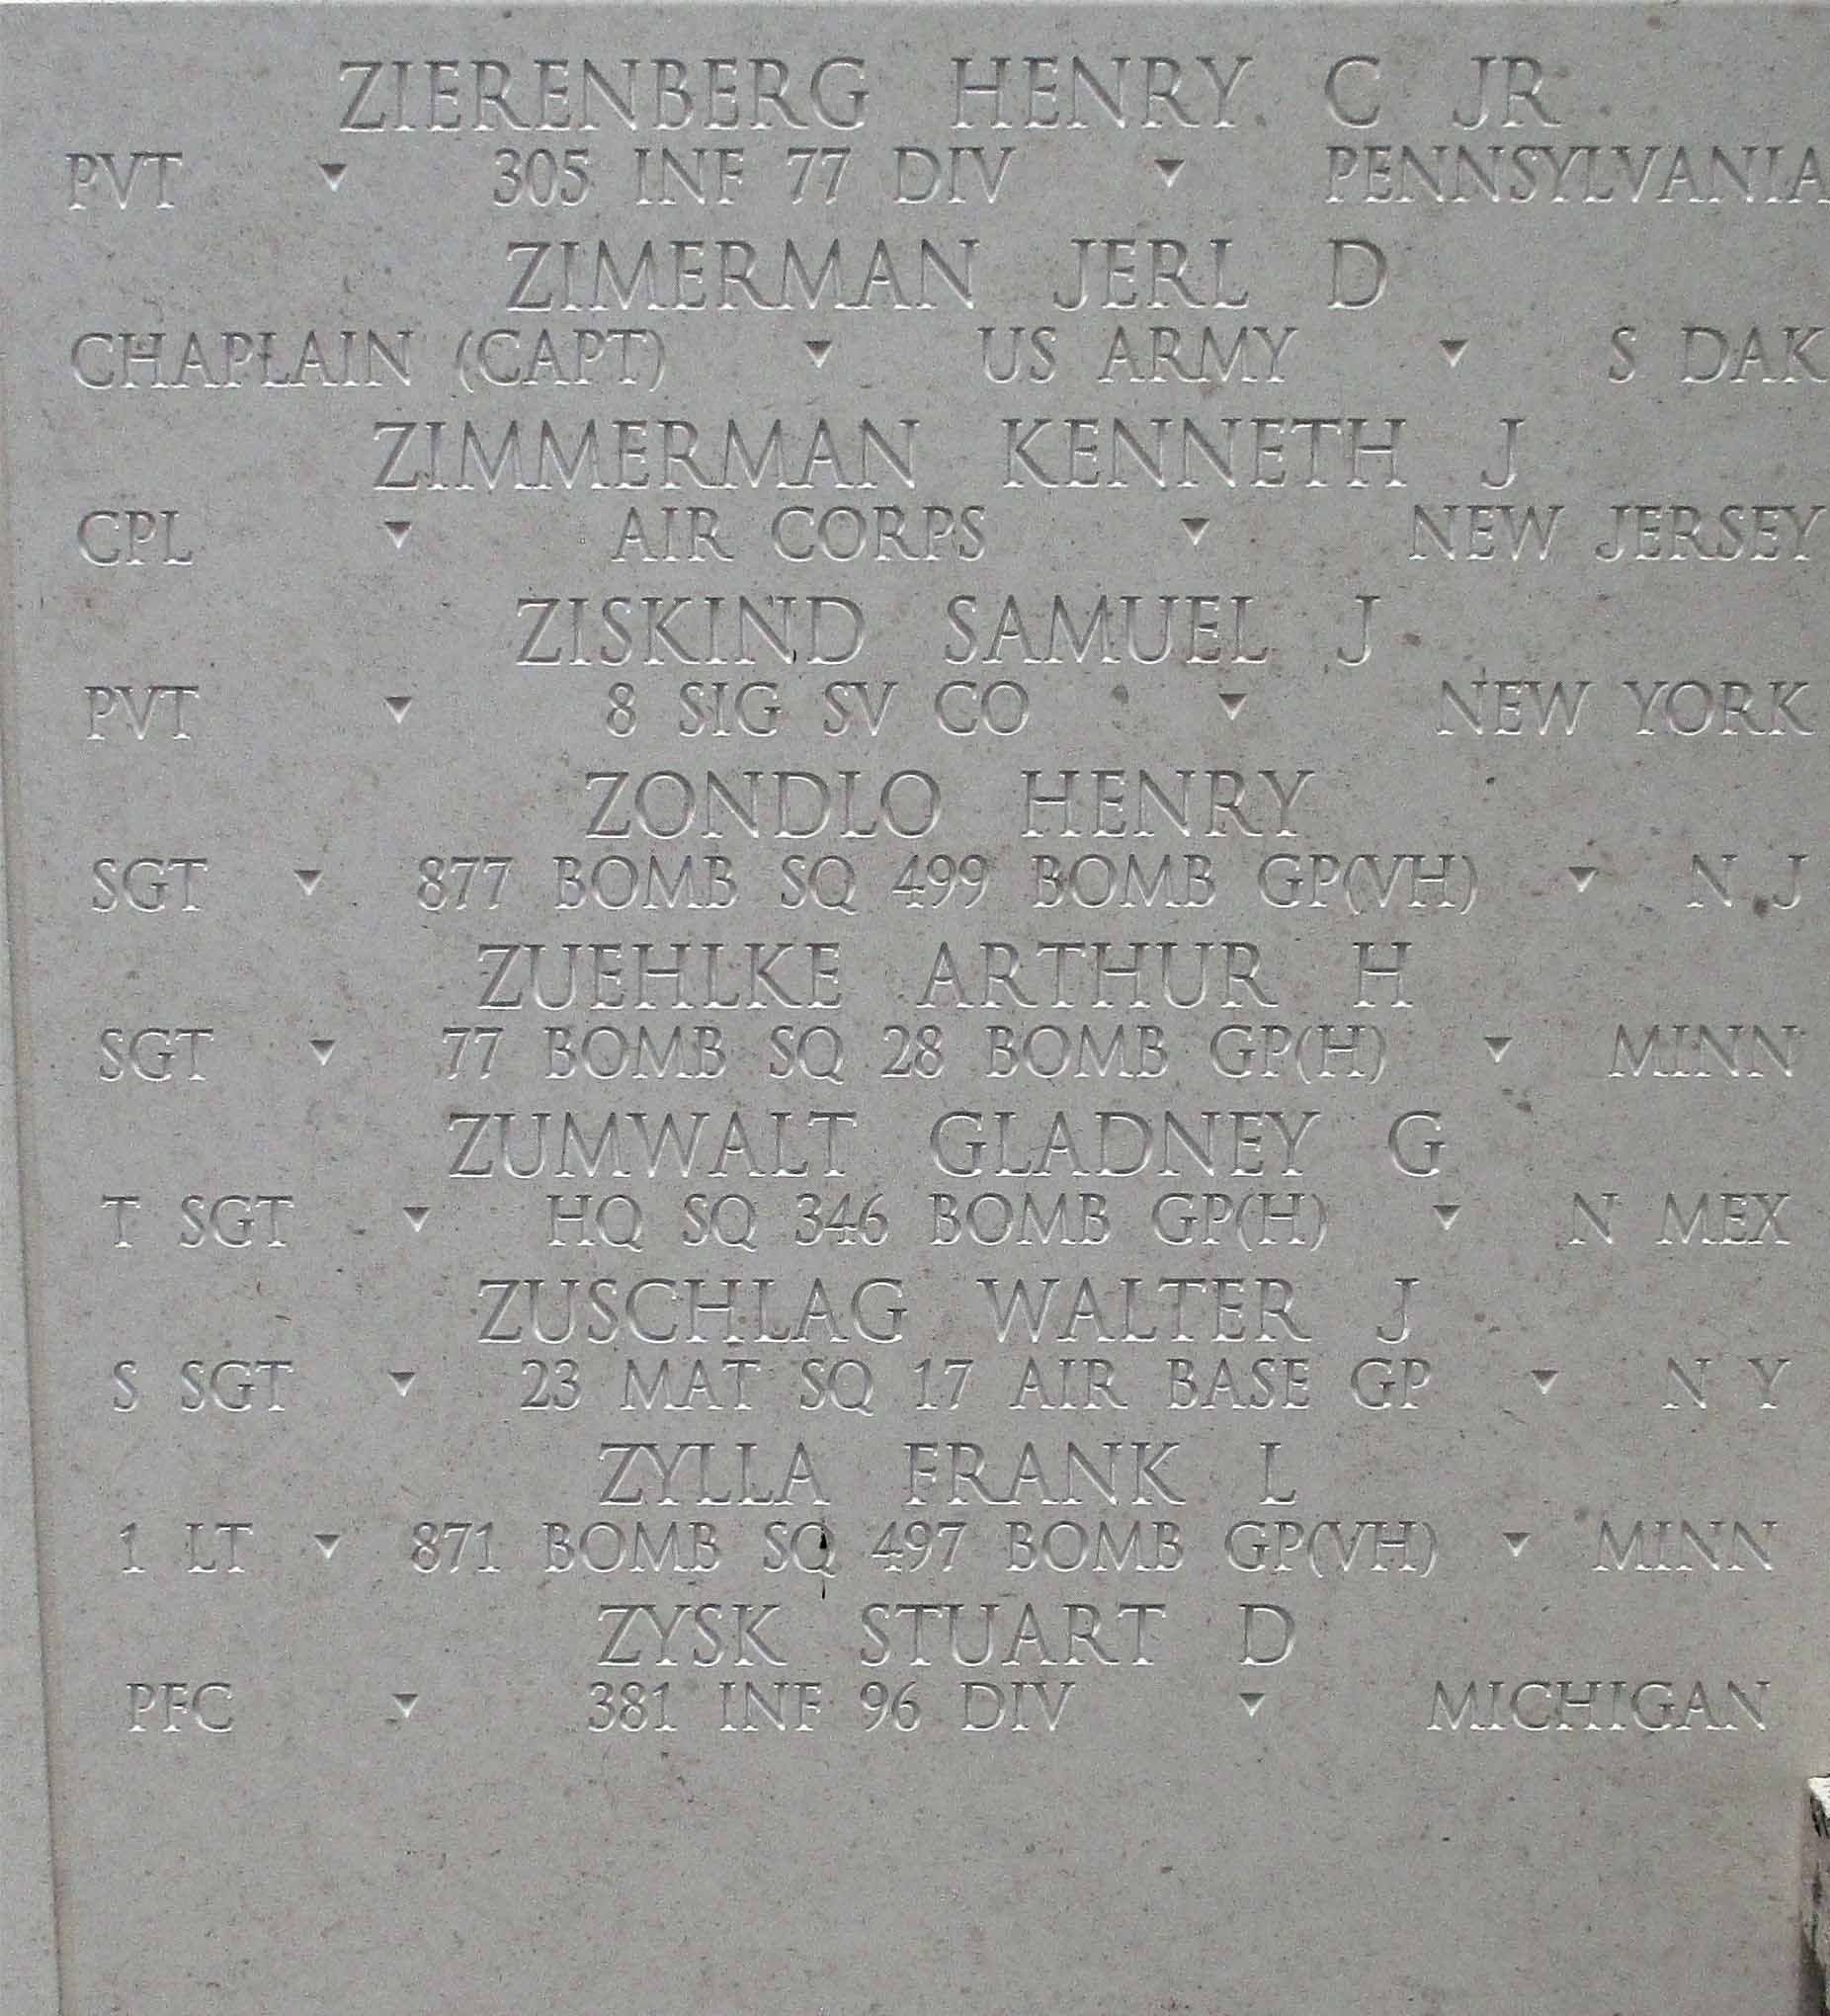 ZIERENBERG HENRY C JR
PVT ▾ 305 INF 77 DIV ▾ PENNSYLVANIA
ZIMERMAN JERL D
CHAPLAIN (CAPT) ▾ US ARMY ▾ S DAK
ZIMMERMAN KENNETH J
CPL ▾ AIR CORPS ▾ NEW JERSEY
ZISKIND SAMUEL J
PVT ▾ 8 SIG SV CO ▾ NEW YORK
ZONDLO HENRY
SGT ▾ 877 BOMB SQ 499 BOMB GP(VH) ▾ N J
ZUEHLKE ARTHUR H
SGT ▾ 77 BOMB SQ 28 BOMB GP(H) ▾ MINN
ZUMWALT GLADNEY G
T SGT ▾ HQ SQ 346 BOMB GP(H) ▾ N MEX
ZUSCHLAG WALTER J
S SGT ▾ 23 MAT SQ 17 AIR BASE GP ▾ N Y
ZYLLA FRANK L
1 LT ▾ 871 BOMB SQ 497 BOMB GP(VH) ▾ MINN
ZYSK STUART D
PFC ▾ 381 INF 96 DIV ▾ MICHIGAN